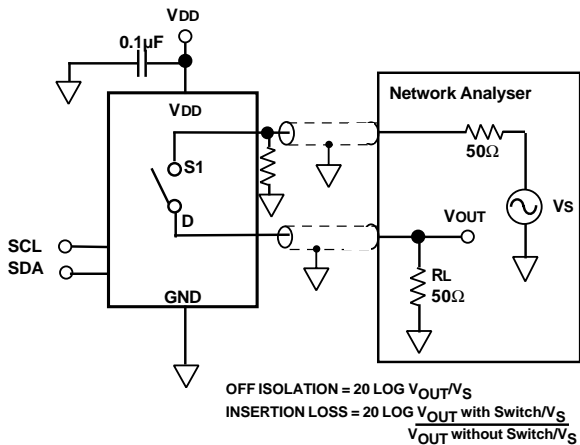 VDD
0.1µF
VDD
Network Analyser
S1
50Ω
VS
D
VOUT
SCL
SDA
RL
50Ω
GND
OFF ISOLATION = 20 LOG VOUT/VS
INSERTION LOSS = 20 LOG VOUT with Switch/VS
VOUT without Switch/VS